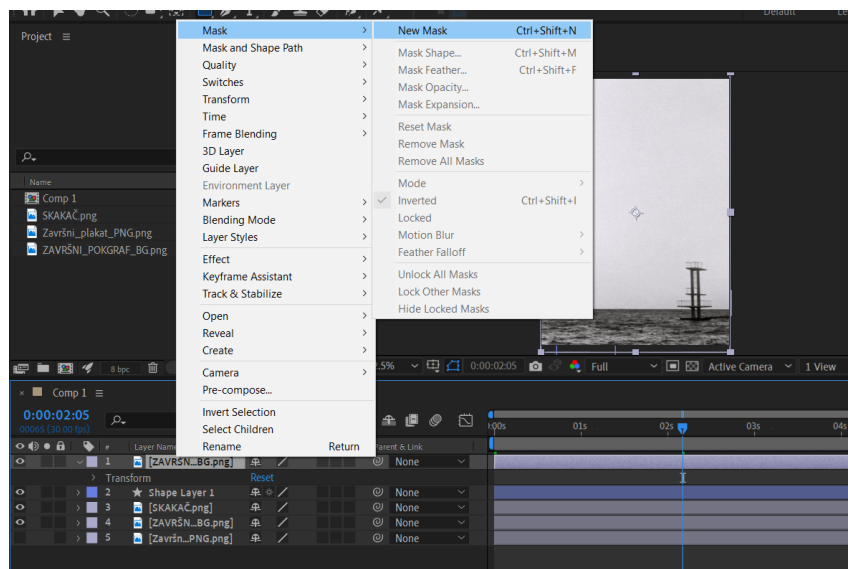 Default
Le
Project
Name
Comp 1
SKAKAČ.png
Završni_plakat_PNG.png
ZAVRŠNI_POKGRAF_BG.png
8 bpc
Mask
Mask and Shape Path
Quality
Switches
Transform
Time
Frame Blending
3D Layer
Guide Layer
Environment Layer
Markers
Blending Mode
Layer Styles
Effect
Keyframe Assistant
Track & Stabilize
Open
Reveal
Create
Camera
Pre-compose...
Invert Selection
Select Children
Rename Return
New Mask Ctrl+Shift+N
Mask Shape... Ctrl+Shift+M
Mask Feather... Ctrl+Shift+F
Mask Opacity...
Mask Expansion...
Reset Mask
Remove Mask
Remove All Masks
Mode
Inverted Ctrl+Shift+I
Locked
Motion Blur
Feather Falloff
Unlock All Masks
Lock Other Masks
Hide Locked Masks
.5% 0:00:02:05 Full Active Camera 1 View
Comp 1
0:00:02:05
00065 (30.00 fps)
:00s 01s 02s 03s 04s
# Layer Name Parent & Link
1 [ZAVRŠN...BG.png] None
Transform Reset
2 Shape Layer 1 None
3 [SKAKAČ.png] None
4 [ZAVRŠN...BG.png] None
5 [Završn...PNG.png] None